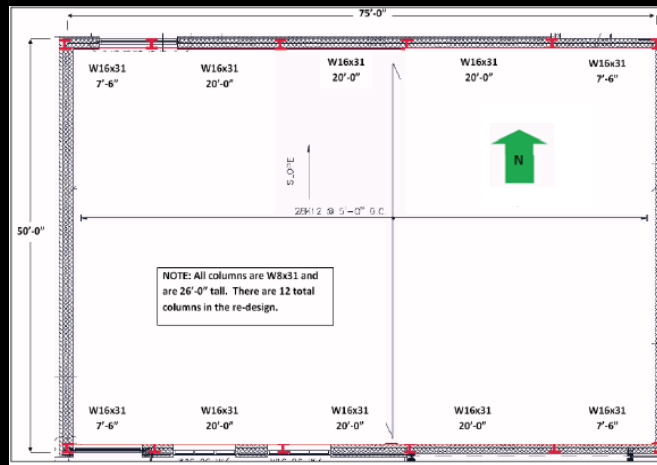 75'-0"
W16x31
7'-6"
W16x31
20'-0"
W16x31
20'-0"
W16x31
20'-0"
W16x31
7'-6"
N
SLOPE
50'-0"
NOTE: All columns are W8x31 and
are 26'-0" tall.  There are 12 total
columns in the re-design.
W16x31
7'-6"
W16x31
20'-0"
W16x31
20'-0"
W16x31
20'-0"
W16x31
7'-6"